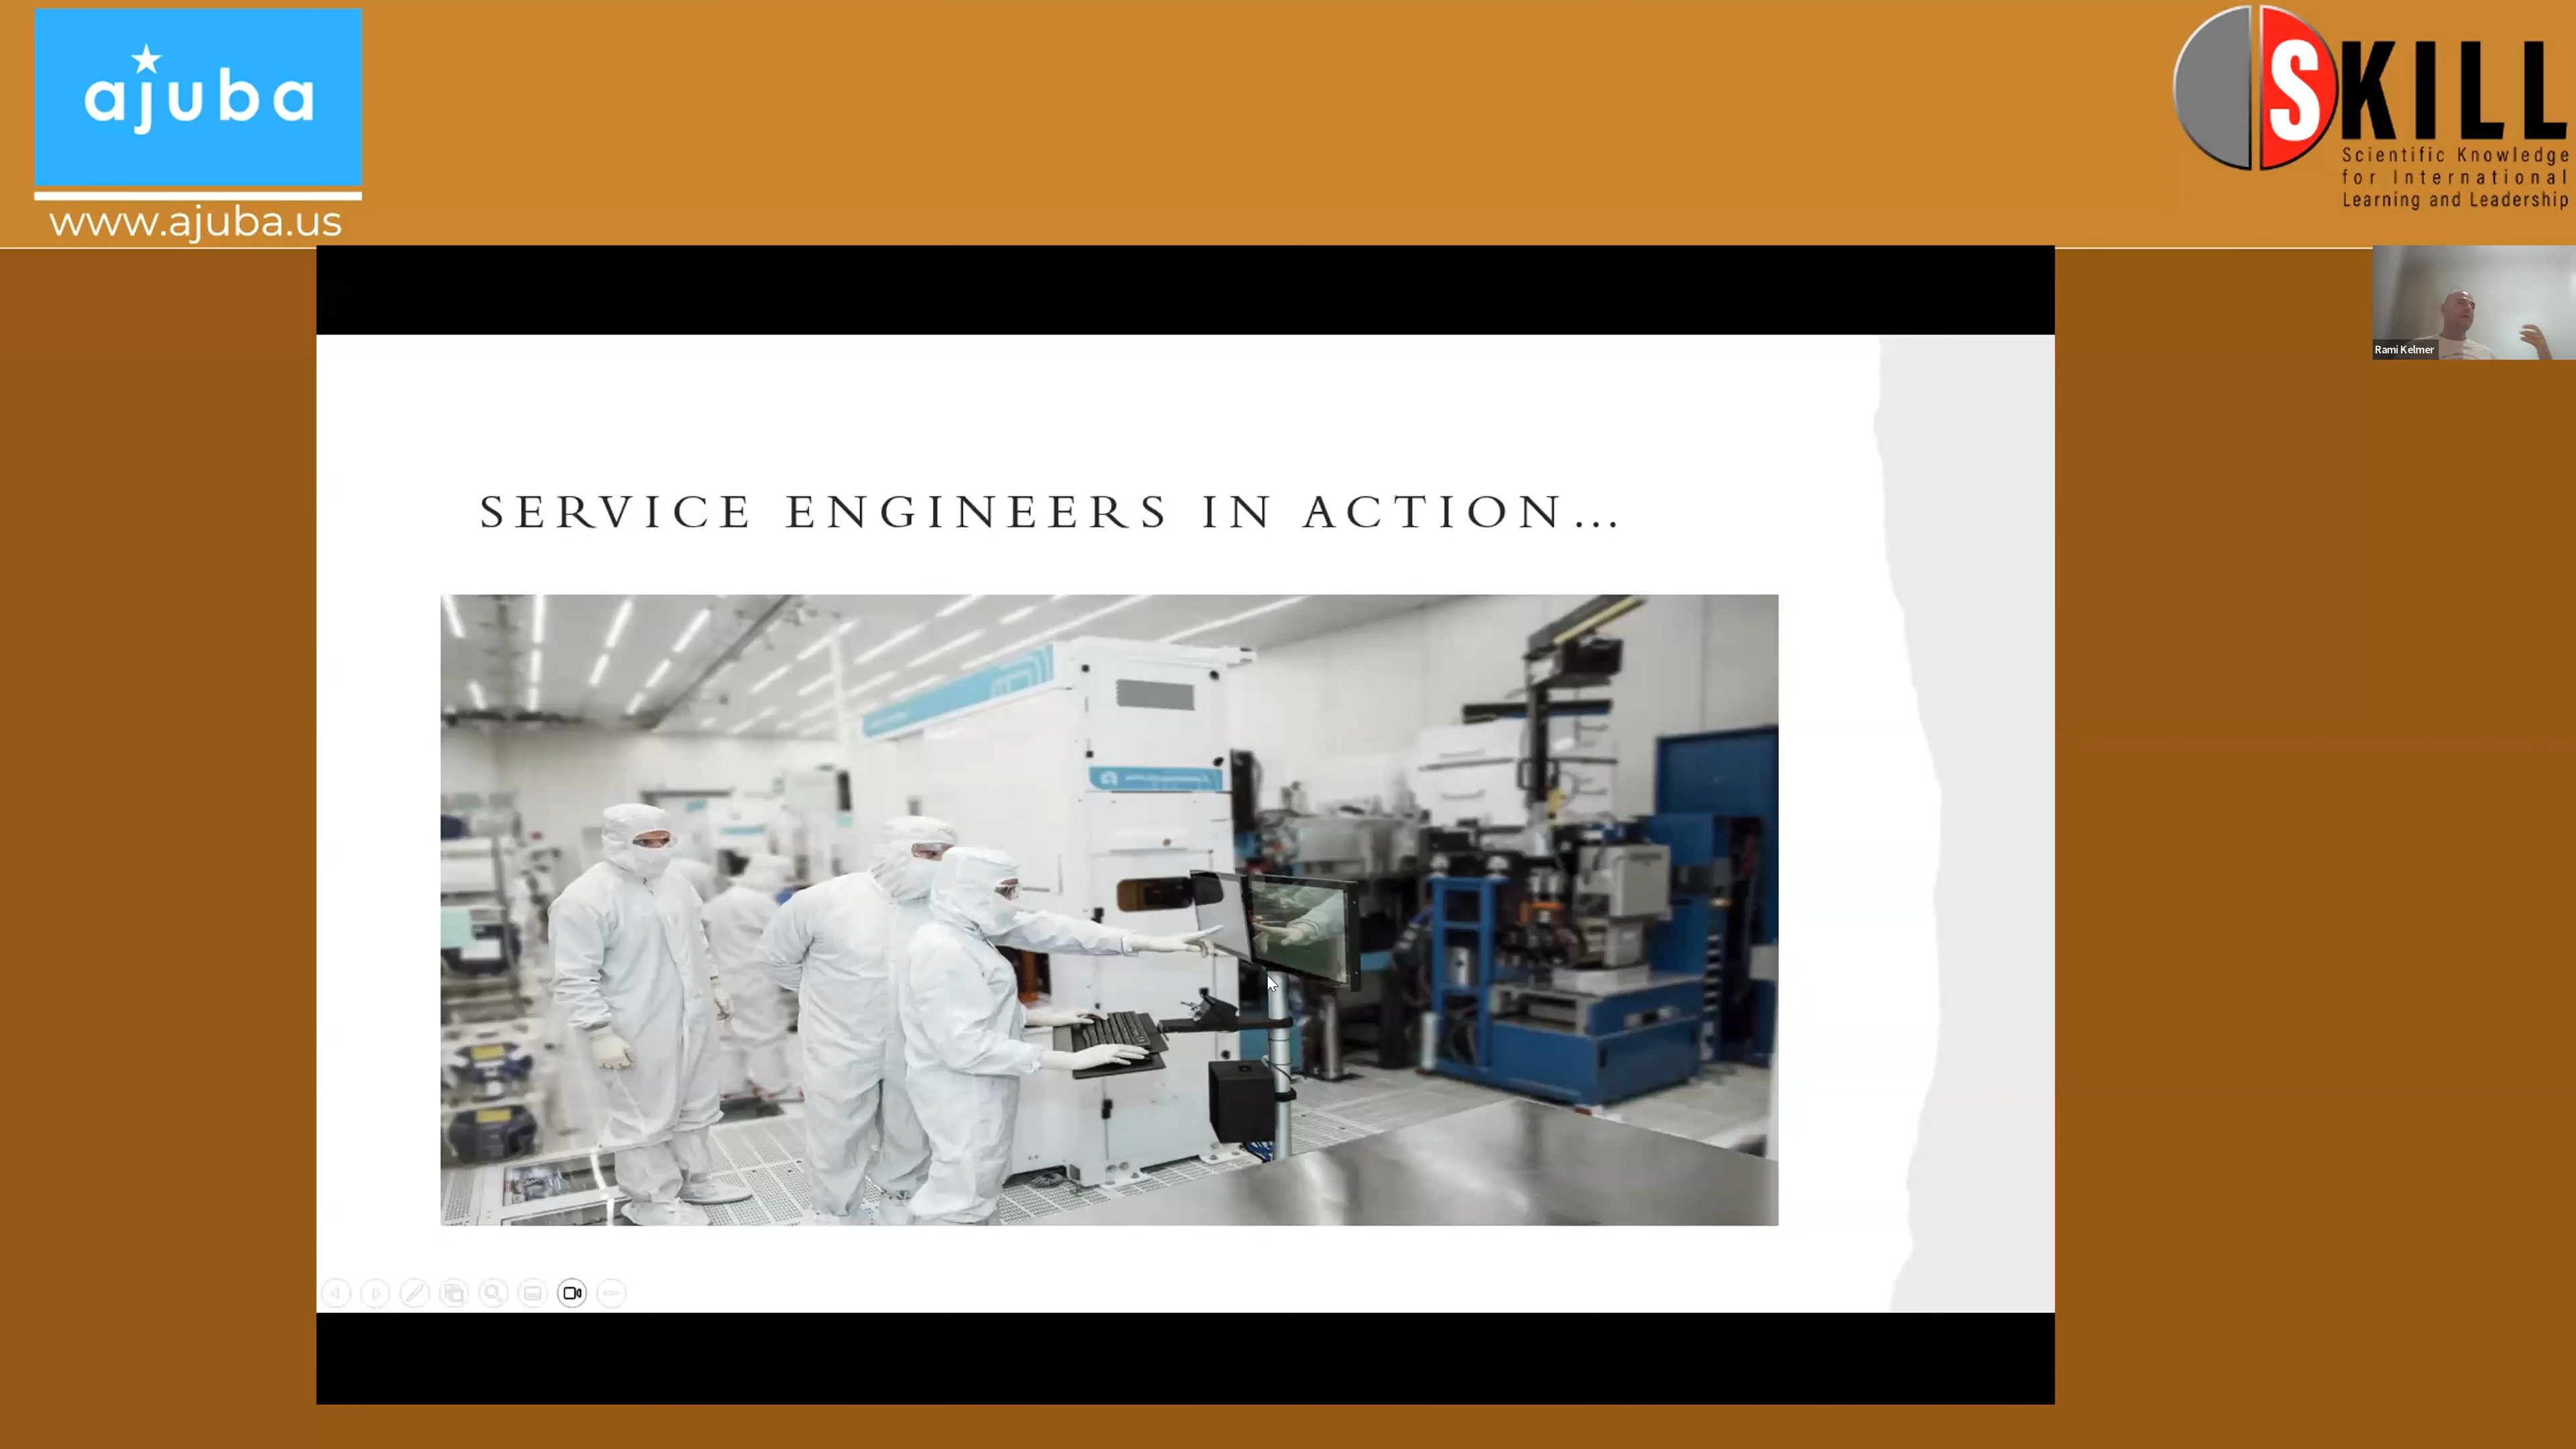 ajuba
www.ajuba.us
SKILL
Scientific Knowledge
for International
Learning and Leadership
Rami Kelmer
SERVICE ENGINEERS IN ACTION...